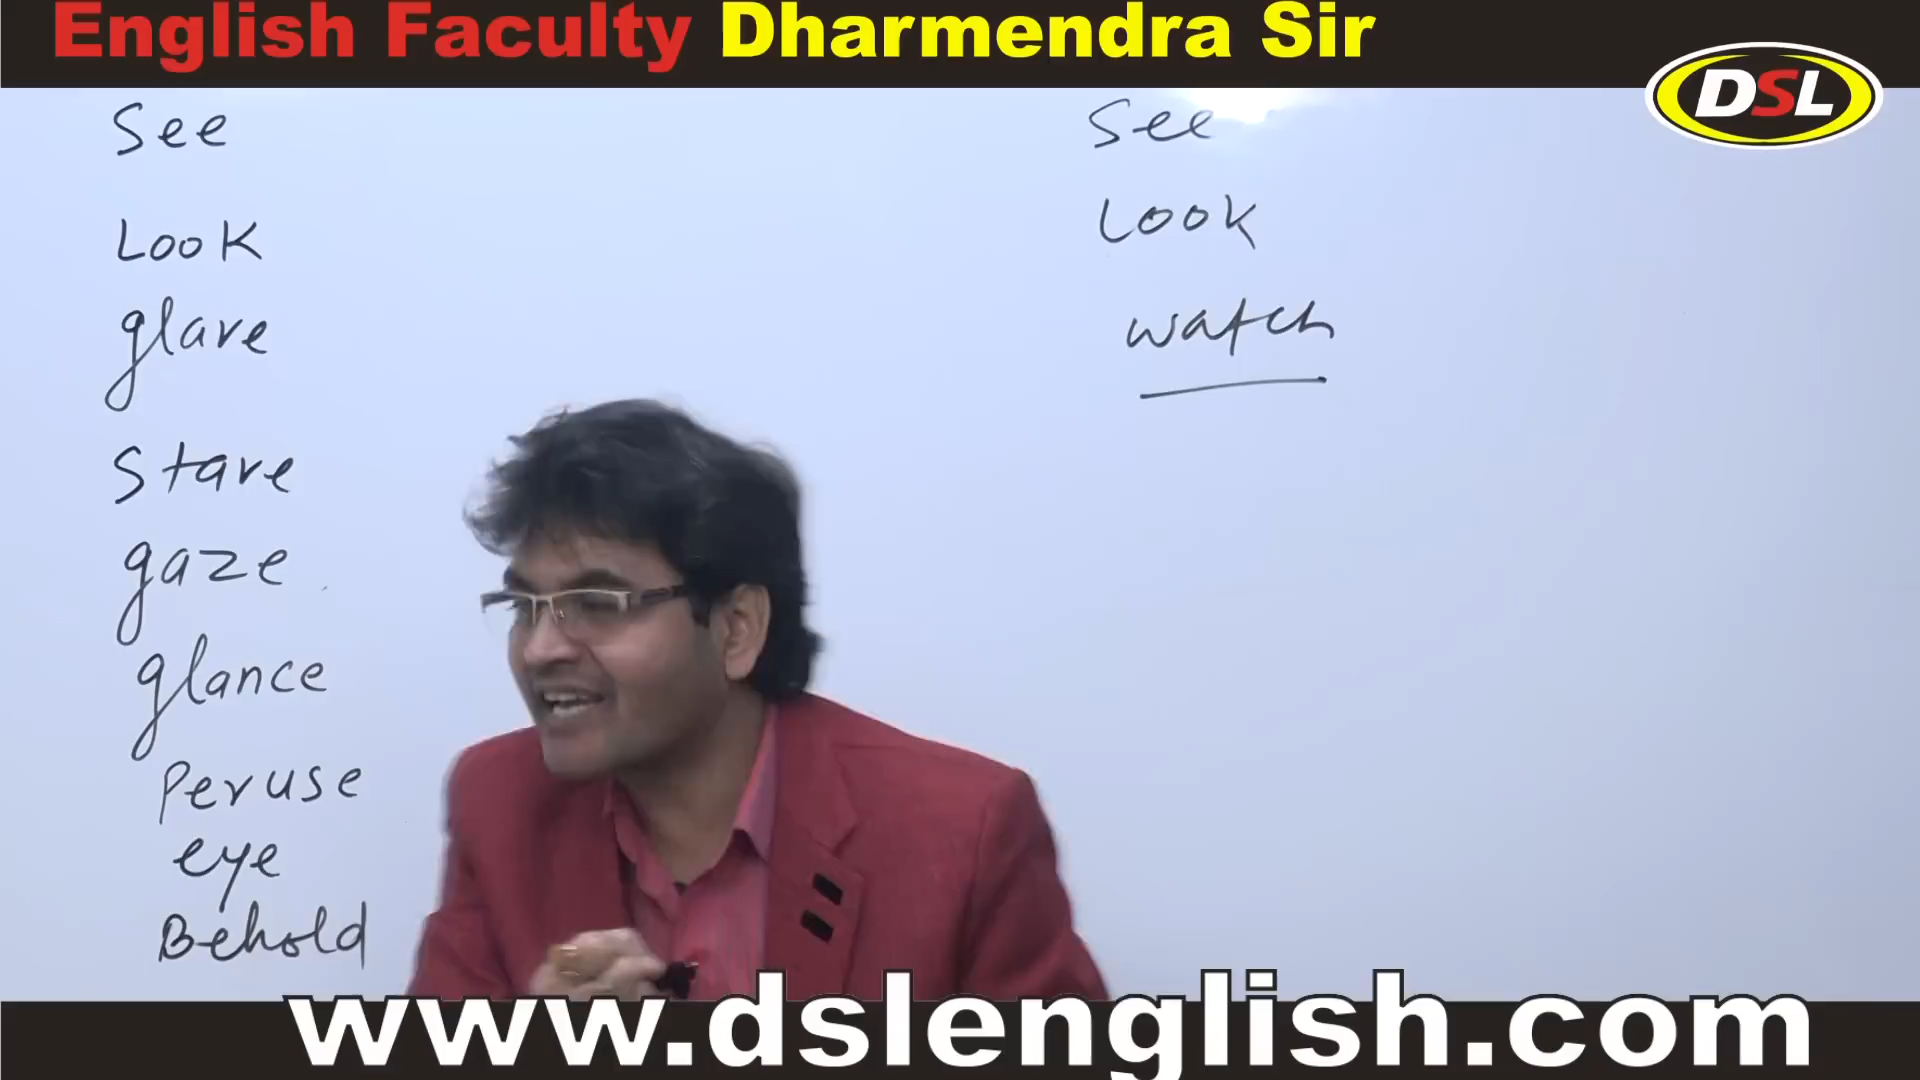 English Faculty Dharmendra Sir
DSL
See
Look
glare
Stare
gaze
glance
Peruse
eye
Behold
See
Look
watch
www.dslenglish.com